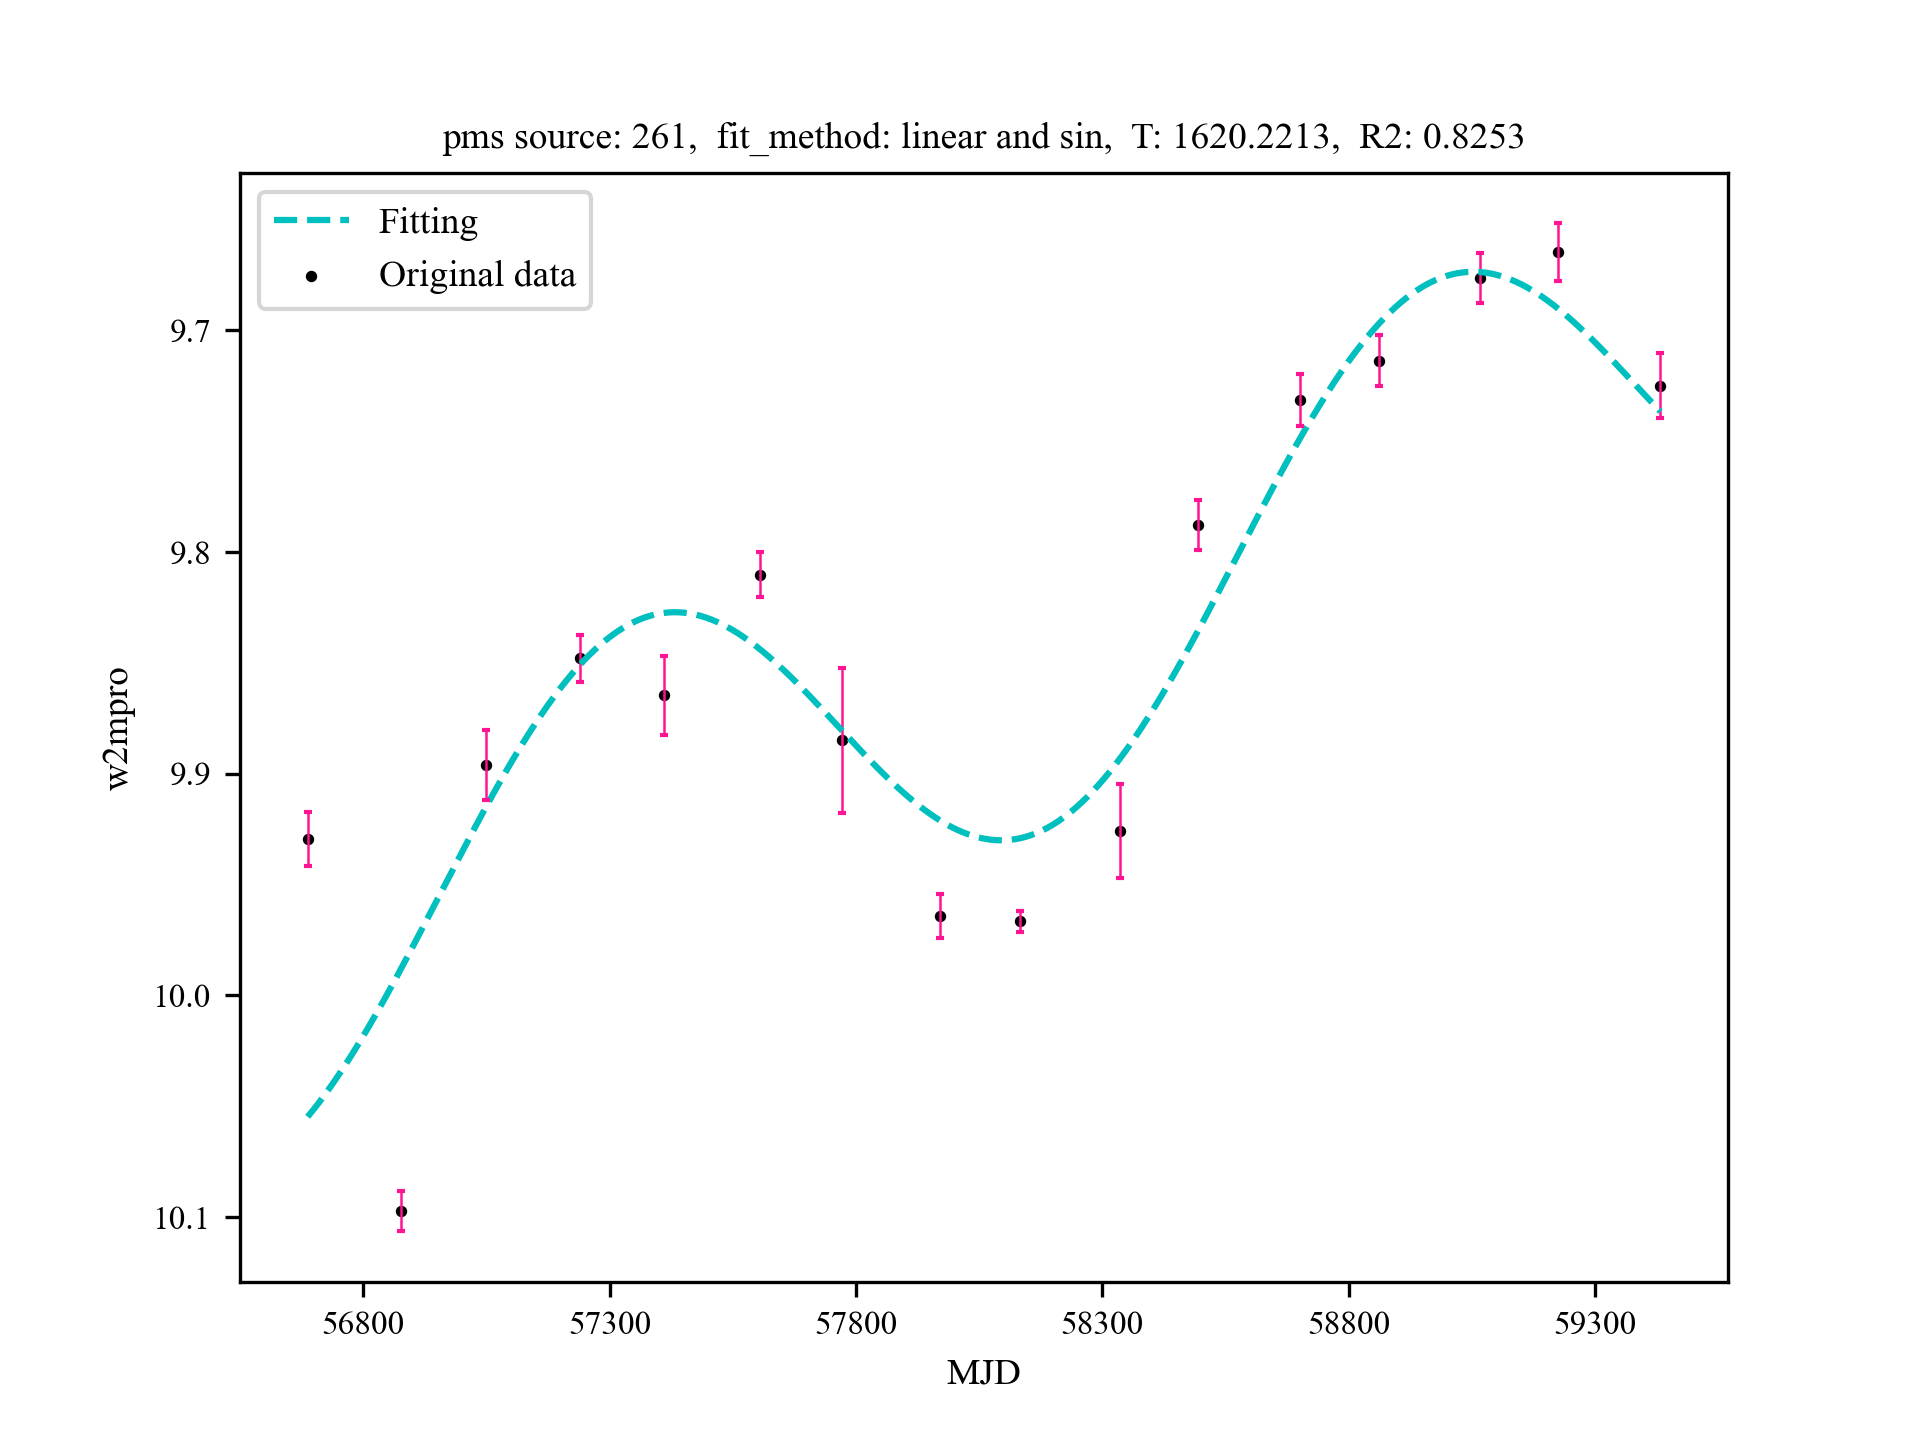 pms source: 261,  fit_method: linear and sin,  T: 1620.2213,  R2: 0.8253
Fitting
Original data
9.7
9.8
9.9
10.0
10.1
w2mpro
56800 57300 57800 58300 58800 59300
MJD